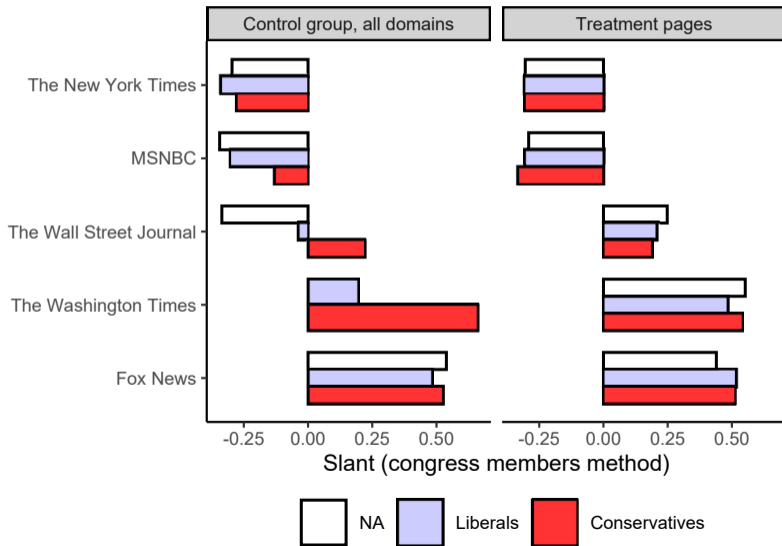 Control group, all domains
Treatment pages
The New York Times
MSNBC
The Wall Street Journal
The Washington Times
Fox News
-0.25 0.00 0.25 0.50
-0.25 0.00 0.25 0.50
Slant (congress members method)
NA Liberals Conservatives